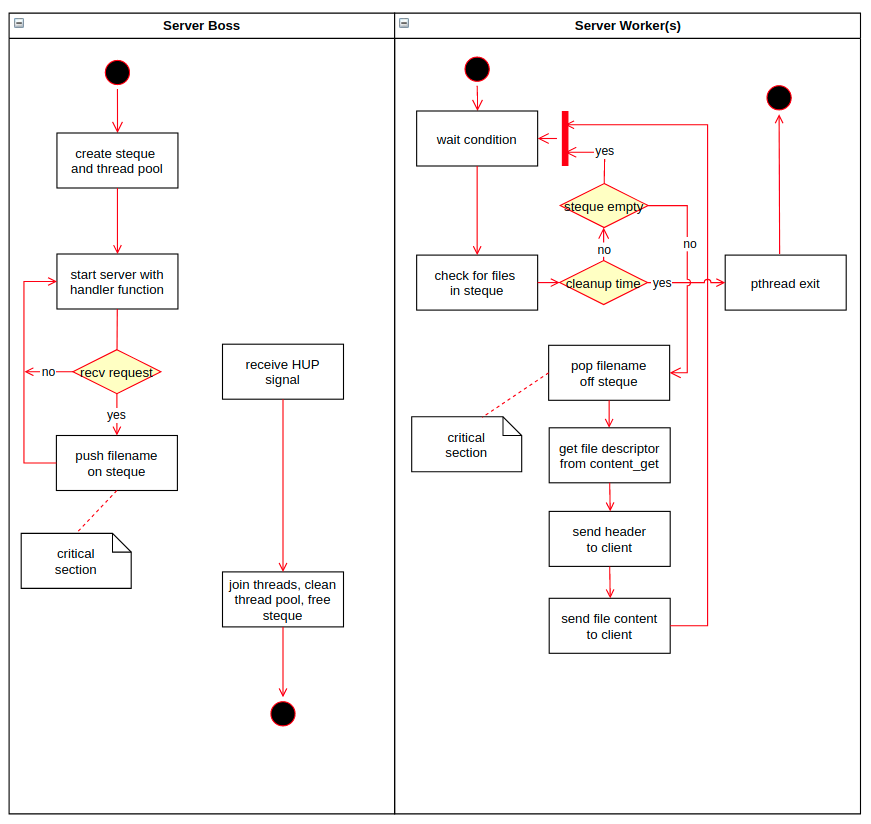 Server Boss
create steque
and thread pool
start server with
handler function
recv request
no
yes
push filename
on steque
critical
section
receive HUP
signal
join threads, clean
thread pool, free
steque
Server Worker(s)
wait condition
yes
steque empty
no
no
check for files
in steque
cleanup time
yes
pthread exit
pop filename
off steque
critical
section
get file descriptor
from content_get
send header
to client
send file content
to client